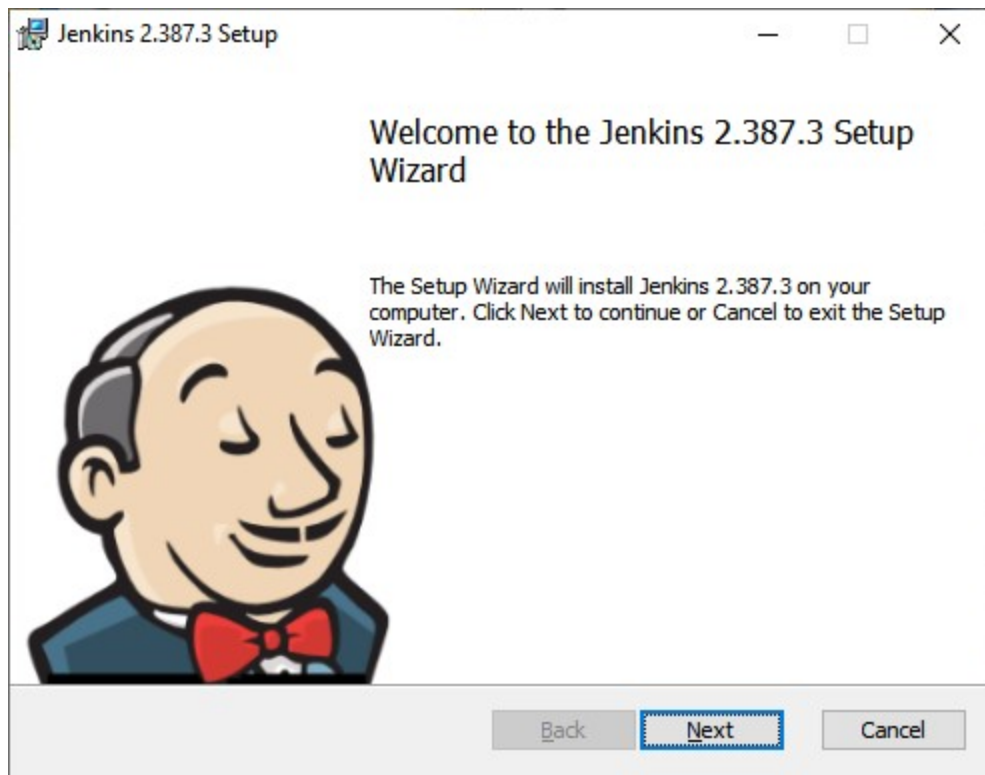 Jenkins 2.387.3 Setup
Welcome to the Jenkins 2.387.3 Setup
Wizard
The Setup Wizard will install Jenkins 2.387.3 on your
computer. Click Next to continue or Cancel to exit the Setup
Wizard.
Back
Next
Cancel